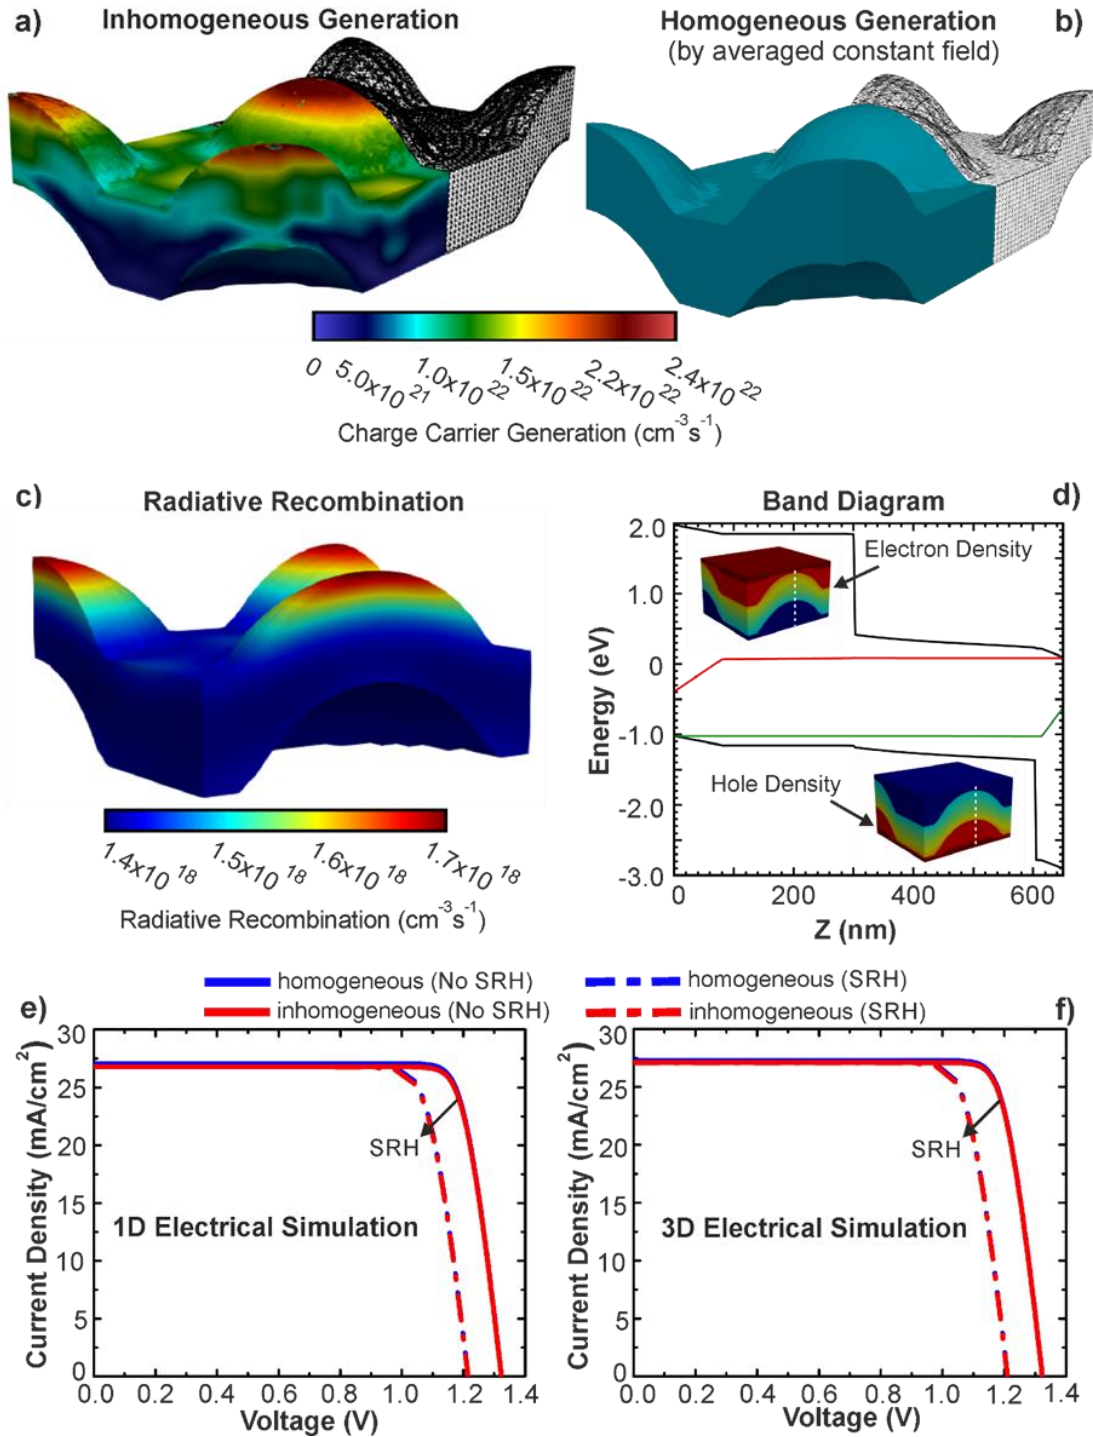 a)
Inhomogeneous Generation
Homogeneous Generation
(by averaged constant field)
b)
0
5.0x10 21
1.0x10 22
1.5x10 22
2.2x10 22
2.4x10 22
Charge Carrier Generation (cm-3s-1)
c)
Radiative Recombination
1.4x10 18
1.5x10 18
1.6x10 18
1.7x10 18
Radiative Recombination (cm-3s-1)
Band Diagram
d)
Energy (eV)
2.0
1.0
0
-1.0
-2.0
-3.0
Electron Density
Hole Density
0
200
400
600
Z (nm)
homogeneous (No SRH)
inhomogeneous (No SRH)
homogeneous (SRH)
inhomogeneous (SRH)
e)
Current Density (mA/cm2)
30
25
20
15
10
5
0
SRH
1D Electrical Simulation
0.0 0.2 0.4 0.6 0.8 1.0 1.2 1.4
Voltage (V)
f)
Current Density (mA/cm2)
30
25
20
15
10
5
0
SRH
3D Electrical Simulation
0.0 0.2 0.4 0.6 0.8 1.0 1.2 1.4
Voltage (V)